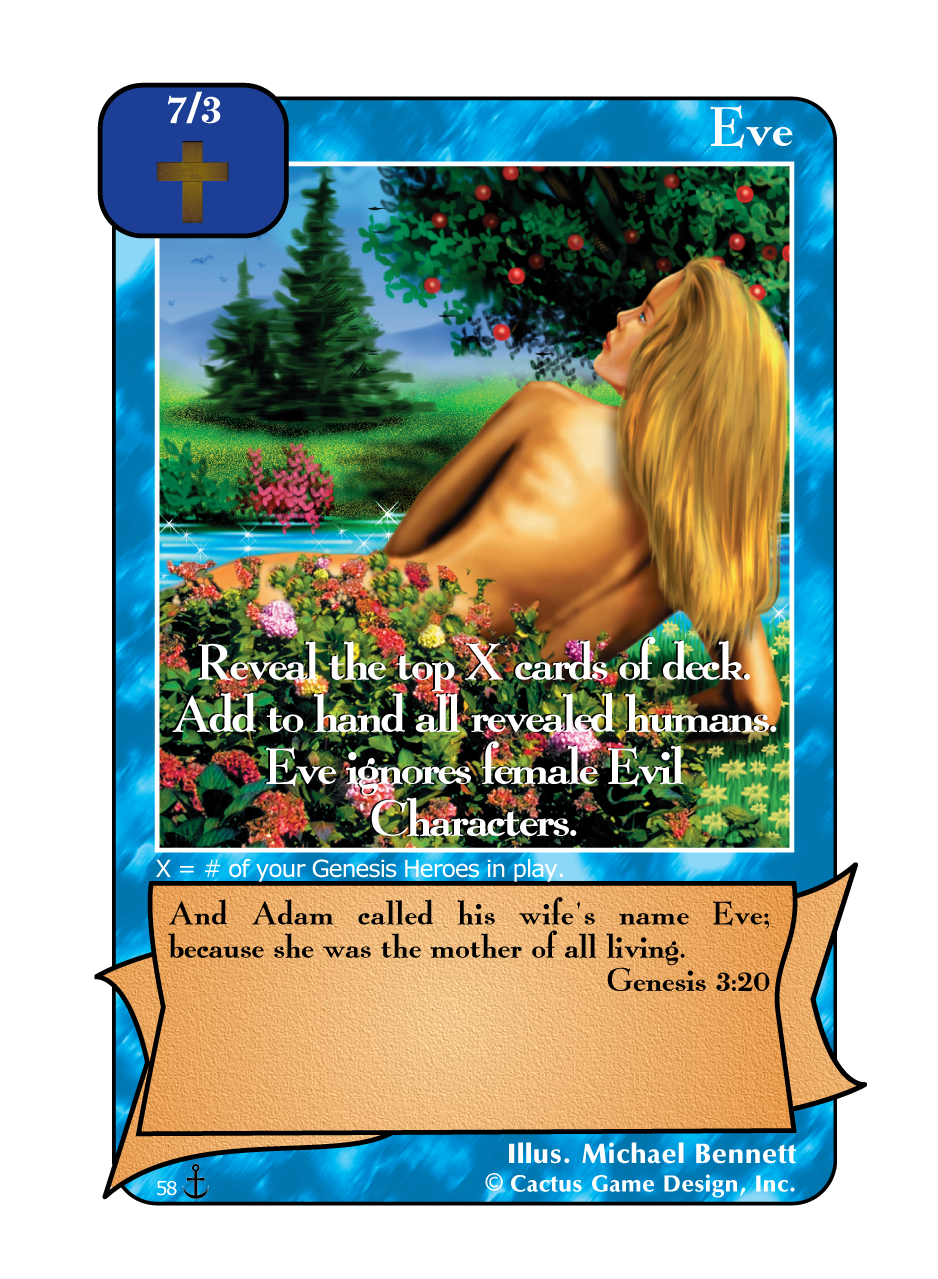 7/3
Eve
Reveal the top X cards of deck.
Add to hand all revealed humans.
Eve ignores female Evil
Characters.
X = # of your Genesis Heroes in play.
And Adam called his wife's name Eve;
because she was the mother of all living.
Genesis 3:20
Illus. Michael Bennett
58
© Cactus Game Design, Inc.